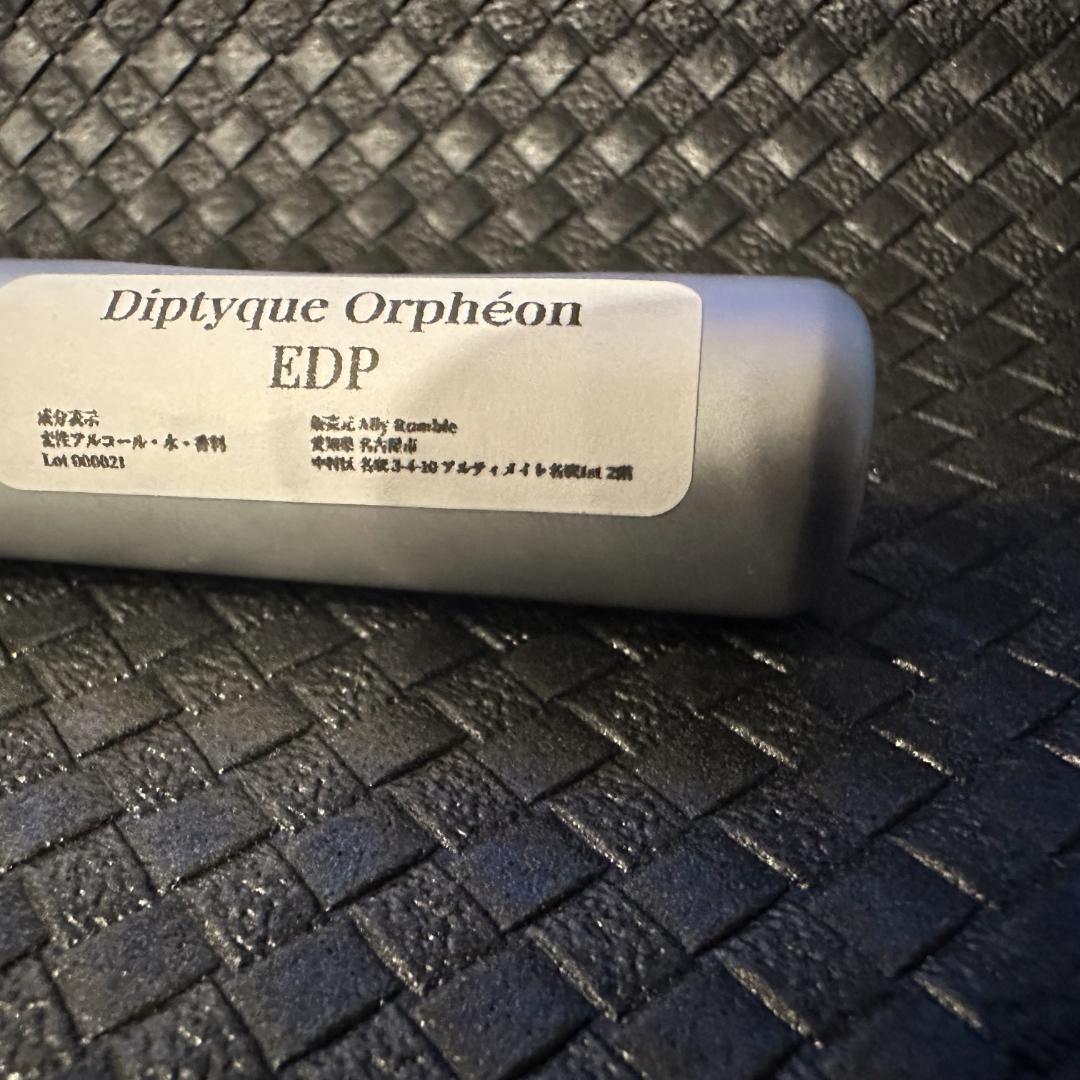 Diptyque Orphéon
EDP
成分表示
変性アルコール・水・香料
Lot 000021
販売元 Ally Rumble
愛知県 名古屋市
中村区 名駅 3-4-10 アルティメイト名駅1st 2階